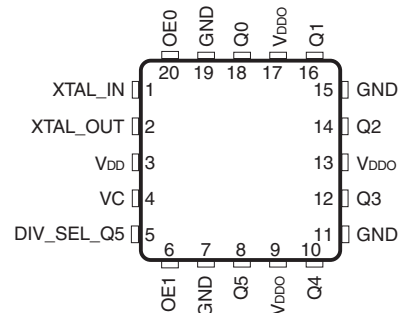 OE0 GND Q0 VDDO Q1
20 19 18 17 16
XTAL_IN 1 15 GND
XTAL_OUT 2 14 Q2
VDD 3 13 VDDO
VC 4 12 Q3
DIV_SEL_Q5 5 11 GND
6 7 8 9 10
OE1 GND Q5 VDDO Q4